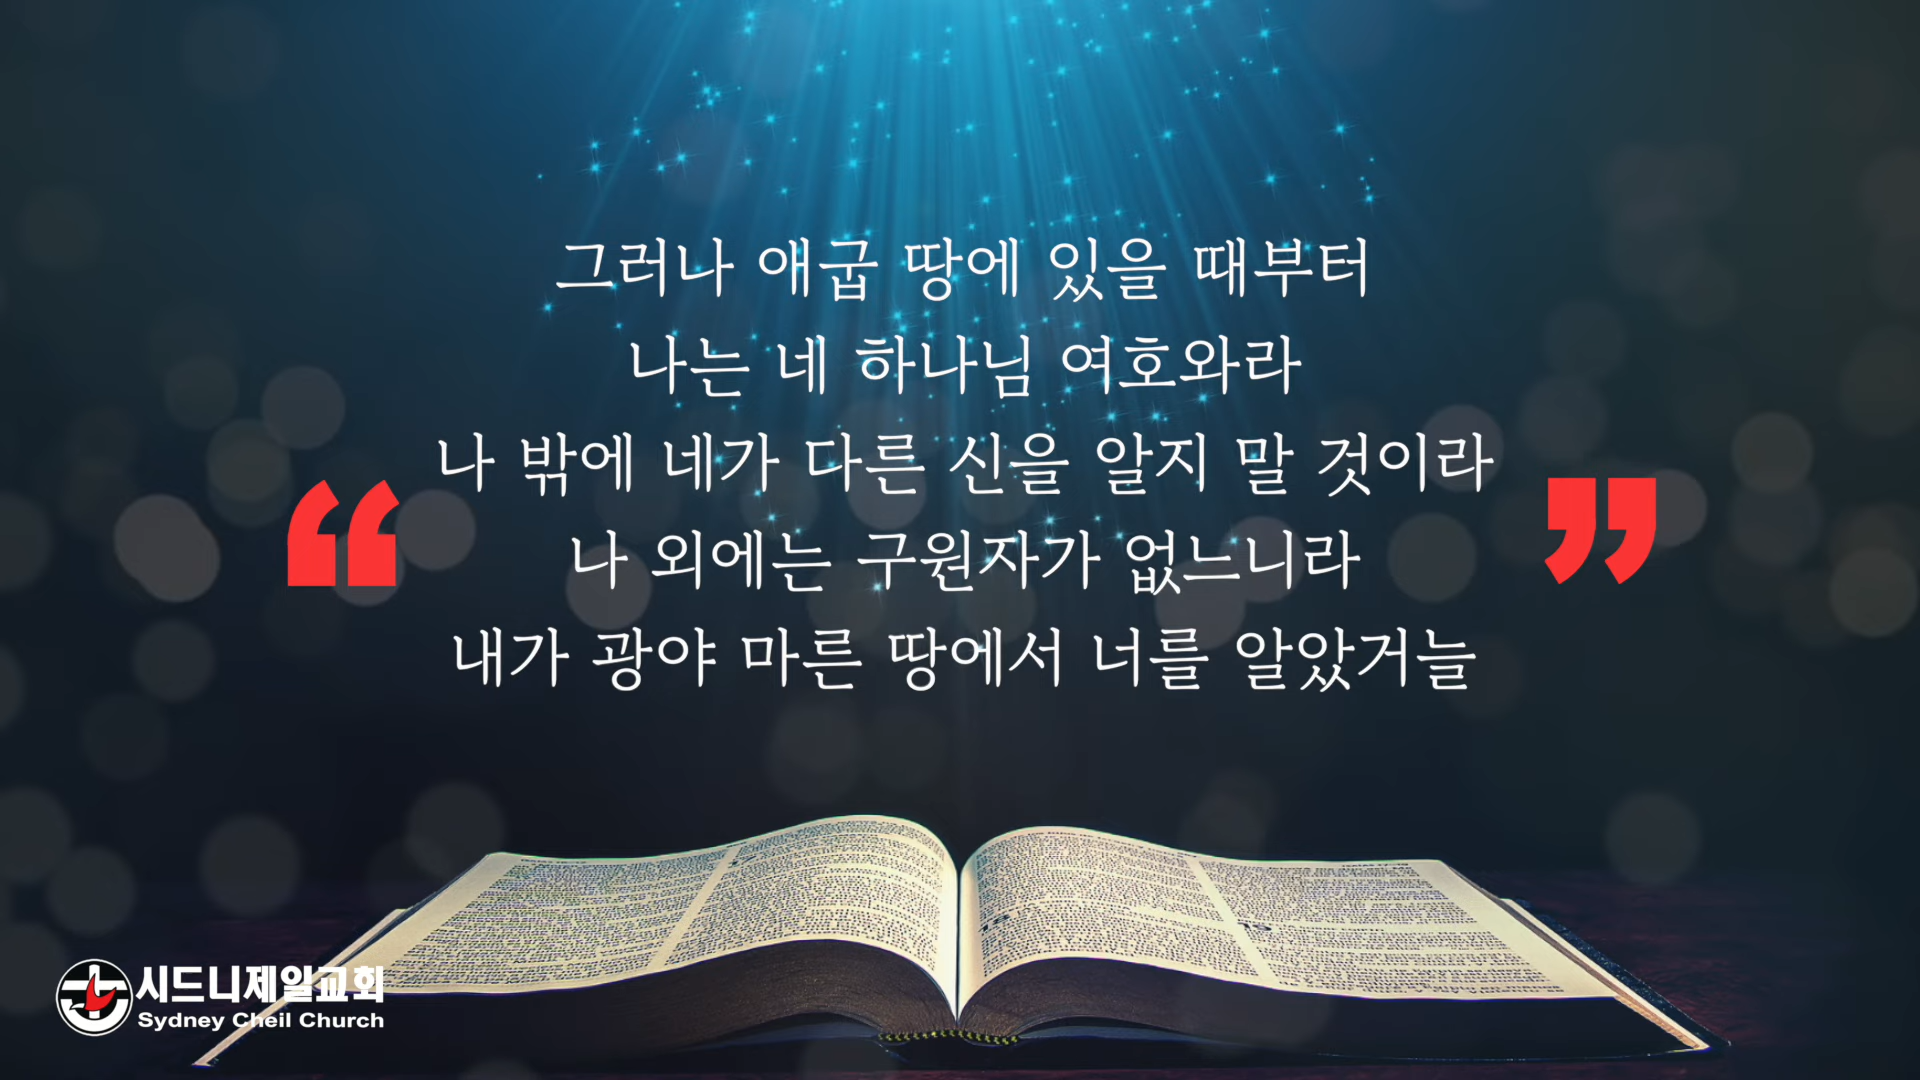 그러나 애굽 땅에 있을 때부터
나는 네 하나님 여호와라
나 밖에 네가 다른 신을 알지 말 것이라
나 외에는 구원자가 없느니라
내가 광야 마른 땅에서 너를 알았거늘
시드니제일교회
Sydney Cheil Church